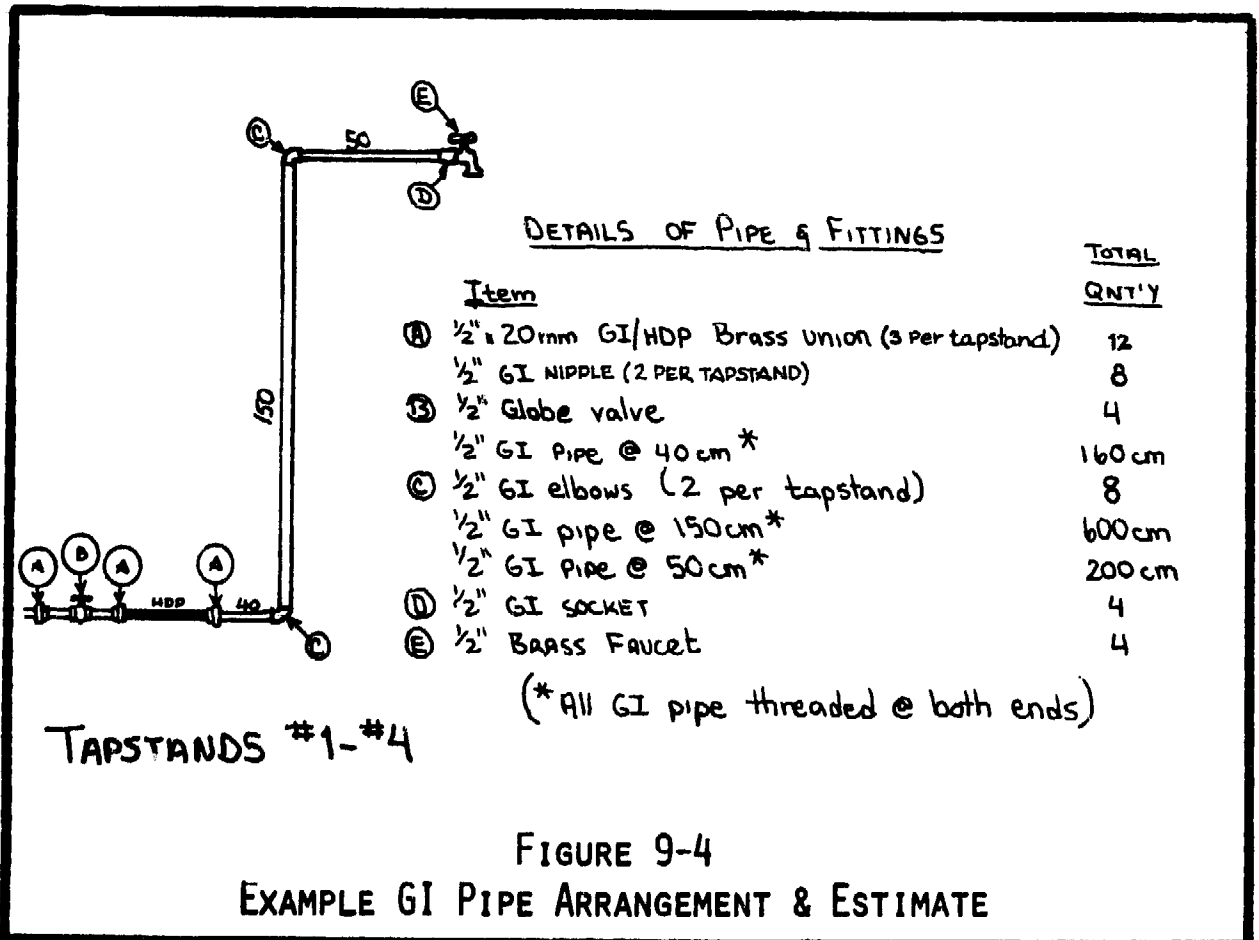 E
C
50
D
DETAILS OF PIPE & FITTINGS
TOTAL
QNT'Y
Item
A ½" x 20mm GI/HDP Brass Union (3 Per tapstand) 12
½" GI NIPPLE (2 PER TAPSTAND) 8
B ½" Globe valve 4
½" GI Pipe @ 40 cm* 160 cm
C ½" GI elbows (2 per tapstand) 8
½" GI pipe @ 150cm* 600 cm
½" GI Pipe @ 50 cm* 200 cm
D ½" GI SOCKET 4
E ½" BRASS FAUCET 4
(*All GI pipe threaded @ both ends)
150
A B A A
HDP 40
C
TAPSTANDS #1-#4
FIGURE 9-4
EXAMPLE GI PIPE ARRANGEMENT & ESTIMATE